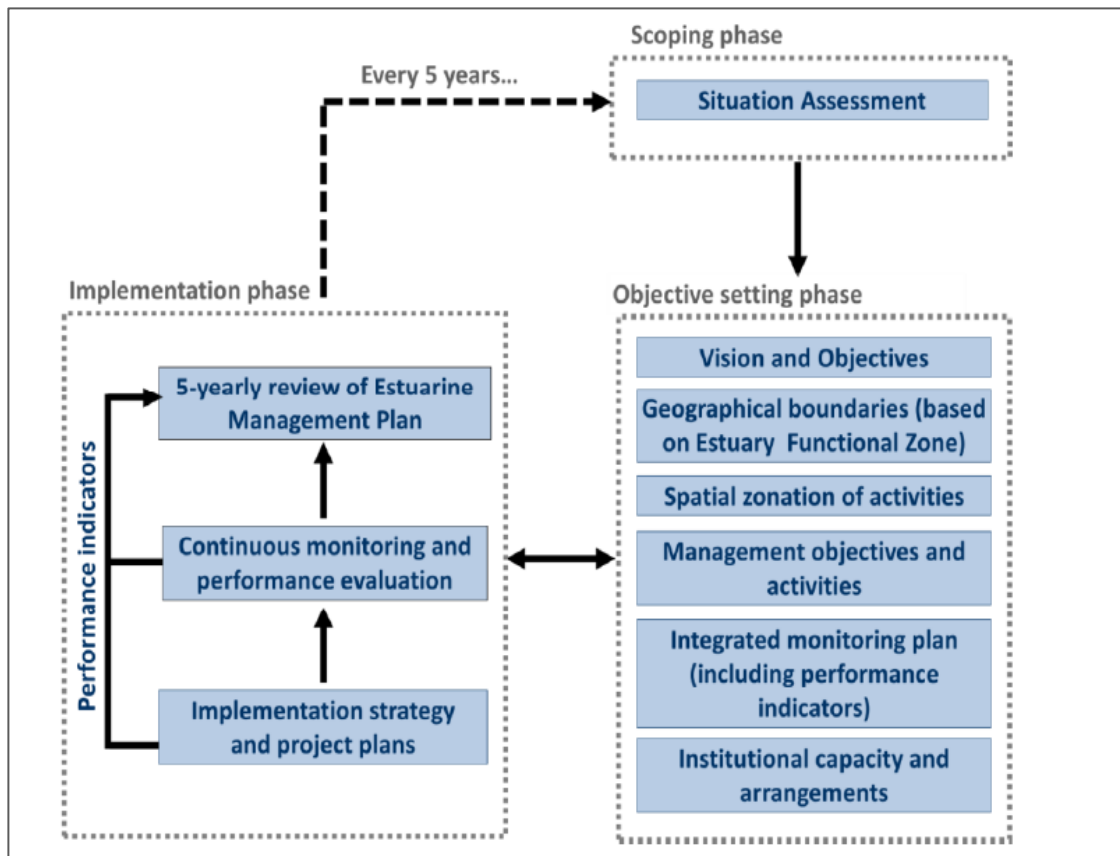 Scoping phase
Situation Assessment
Every 5 years...
Implementation phase
5-yearly review of Estuarine
Management Plan
Continuous monitoring and
performance evaluation
Implementation strategy
and project plans
Performance indicators
Objective setting phase
Vision and Objectives
Geographical boundaries (based
on Estuary Functional Zone)
Spatial zonation of activities
Management objectives and
activities
Integrated monitoring plan
(including performance
indicators)
Institutional capacity and
arrangements